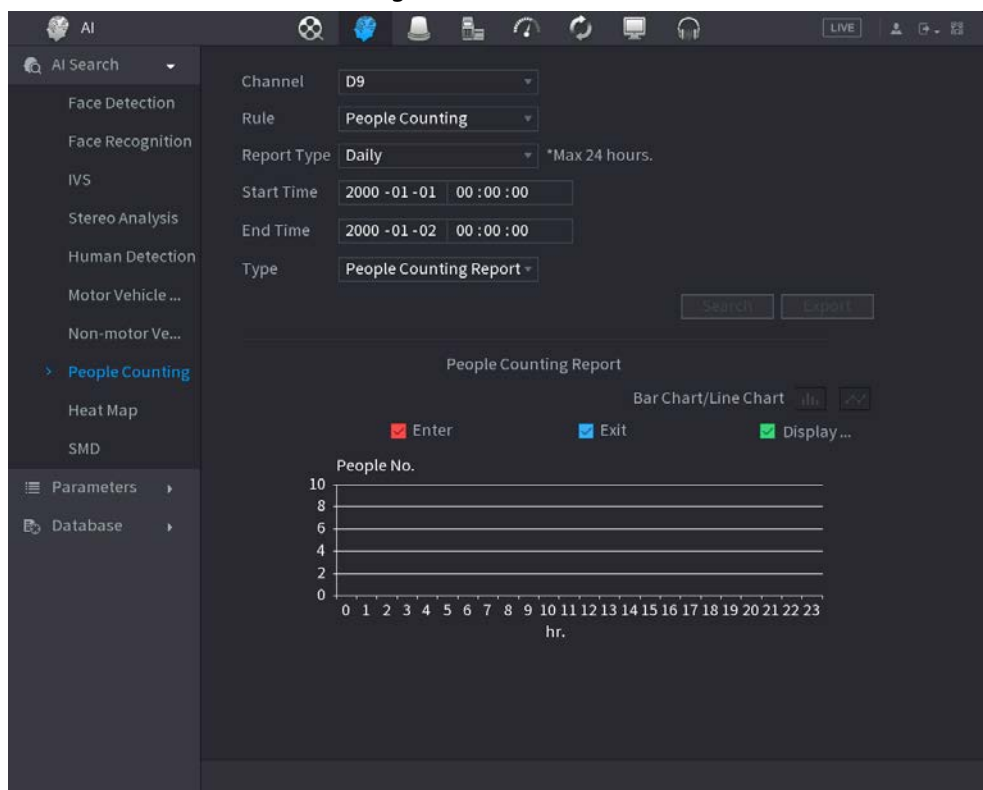 AI
LIVE
AI Search
Face Detection
Face Recognition
IVS
Stereo Analysis
Human Detection
Motor Vehicle ...
Non-motor Ve...
People Counting
Heat Map
SMD
Parameters
Database
Channel D9
Rule People Counting
Report Type Daily *Max 24 hours.
Start Time 2000 -01 -01 00 :00 :00
End Time 2000 -01 -02 00 :00 :00
Type People Counting Report
Search Export
People Counting Report
Bar Chart/Line Chart
Enter Exit Display ...
People No.
10
8
6
4
2
0
0 1 2 3 4 5 6 7 8 9 10 11 12 13 14 15 16 17 18 19 20 21 22 23
hr.